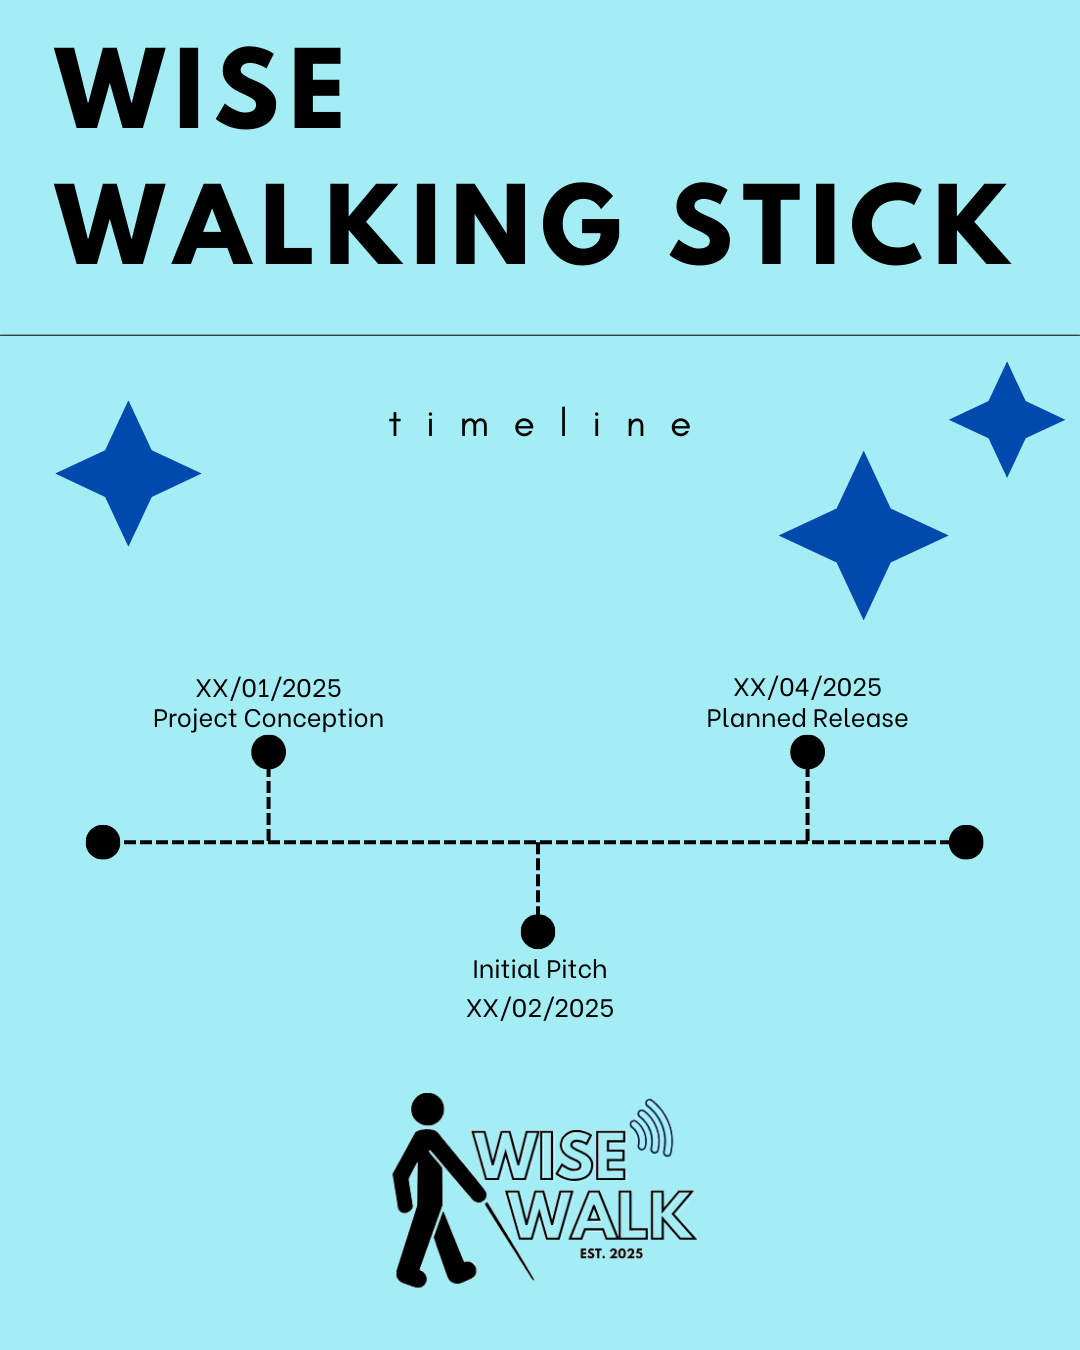 WISE
WALKING STICK
timeline
XX/01/2025
Project Conception
XX/04/2025
Planned Release
Initial Pitch
XX/02/2025
WISE
WALK
EST. 2025